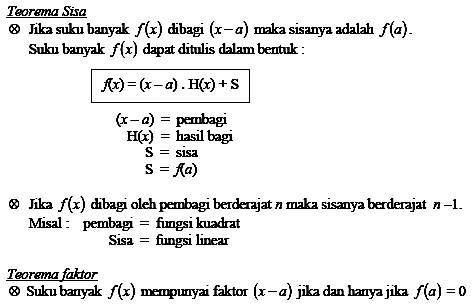 Teorema Sisa
⊗ Jika suku banyak f(x) dibagi (x – a) maka sisanya adalah f(a).
Suku banyak f(x) dapat ditulis dalam bentuk :
f(x) = (x – a) . H(x) + S
(x – a) = pembagi
H(x) = hasil bagi
S = sisa
S = f(a)
⊗ Jika f(x) dibagi oleh pembagi berderajat n maka sisanya berderajat n –1.
Misal : pembagi = fungsi kuadrat
Sisa = fungsi linear
Teorema faktor
⊗ Suku banyak f(x) mempunyai faktor (x – a) jika dan hanya jika f(a) = 0